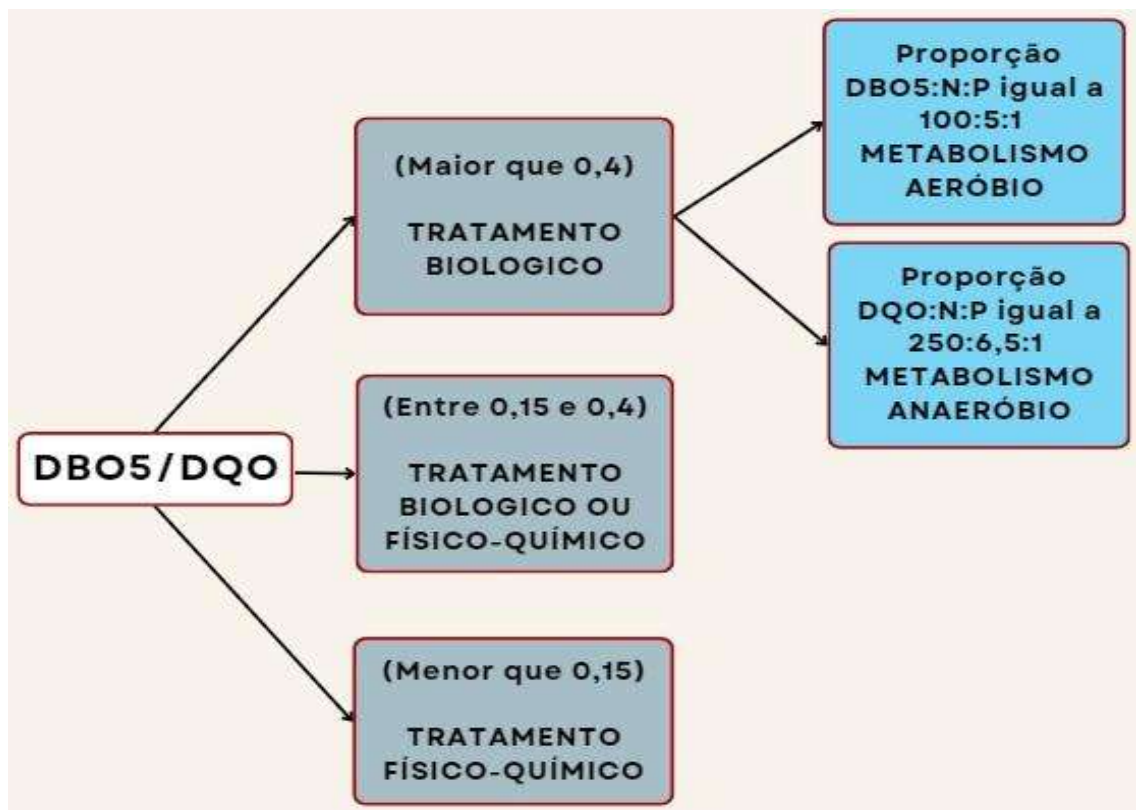 DBO5/DQO
(Maior que 0,4)
TRATAMENTO
BIOLOGICO
(Entre 0,15 e 0,4)
TRATAMENTO
BIOLOGICO OU
FÍSICO-QUÍMICO
(Menor que 0,15)
TRATAMENTO
FÍSICO-QUÍMICO
Proporção
DBO5:N:P igual a
100:5:1
METABOLISMO
AERÓBIO
Proporção
DQO:N:P igual a
250:6,5:1
METABOLISMO
ANAERÓBIO